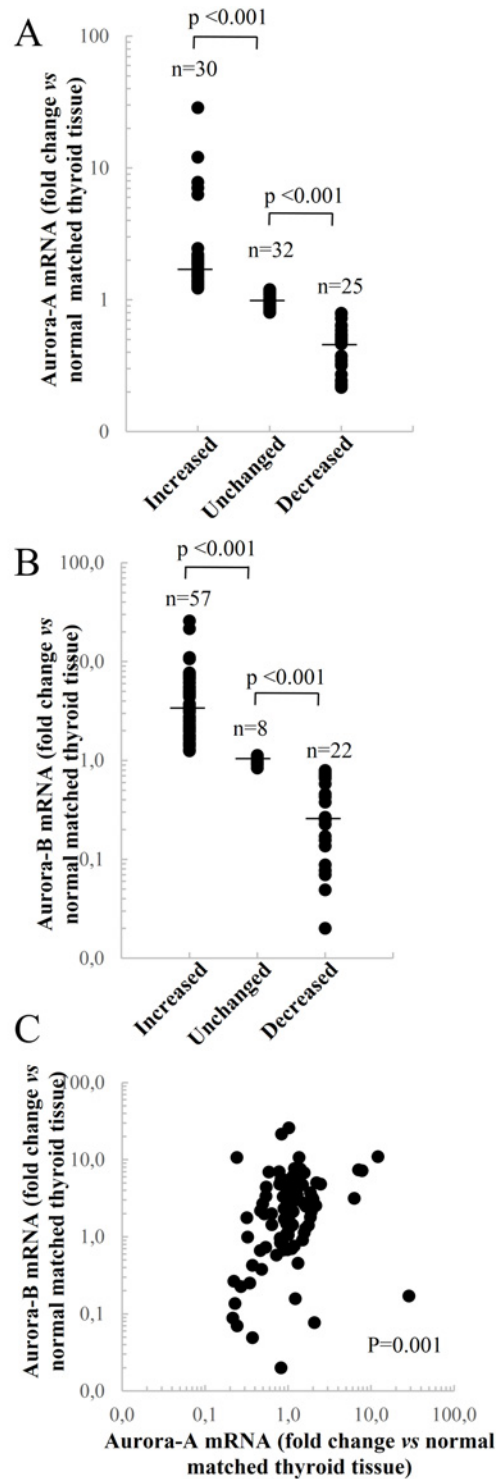 A
p <0.001
n=30
p <0.001
n=32
n=25
100
10
1
0
Aurora-A mRNA (fold change vs
normal matched thyroid tissue)
Increased
Unchanged
Decreased
B
p <0.001
n=57
p <0.001
n=8
n=22
100,0
10,0
1,0
0,1
0,0
Aurora-B mRNA (fold change vs
normal matched thyroid tissue)
Increased
Unchanged
Decreased
C
100,0
10,0
1,0
0,1
0,0
Aurora-B mRNA (fold change vs
normal matched thyroid tissue)
P=0.001
0,0 0,1 1,0 10,0 100,0
Aurora-A mRNA (fold change vs normal
matched thyroid tissue)